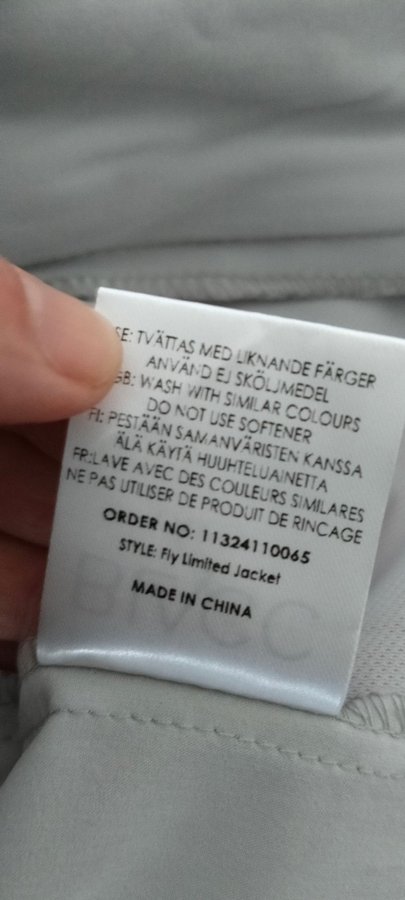 SE: TVÄTTAS MED LIKNANDE FÄRGER
ANVÄND EJ SKÖLJMEDEL
GB: WASH WITH SIMILAR COLOURS
DO NOT USE SOFTENER
FI: PESTÄÄN SAMANVÄRISTEN KANSSA
ÄLÄ KÄYTÄ HUUHTELUAINETTA
FR:LAVE AVEC DES COULEURS SIMILARES
NE PAS UTILISER DE PRODUIT DE RINCAGE
ORDER NO: 11324110065
STYLE: Fly Limited Jacket
MADE IN CHINA